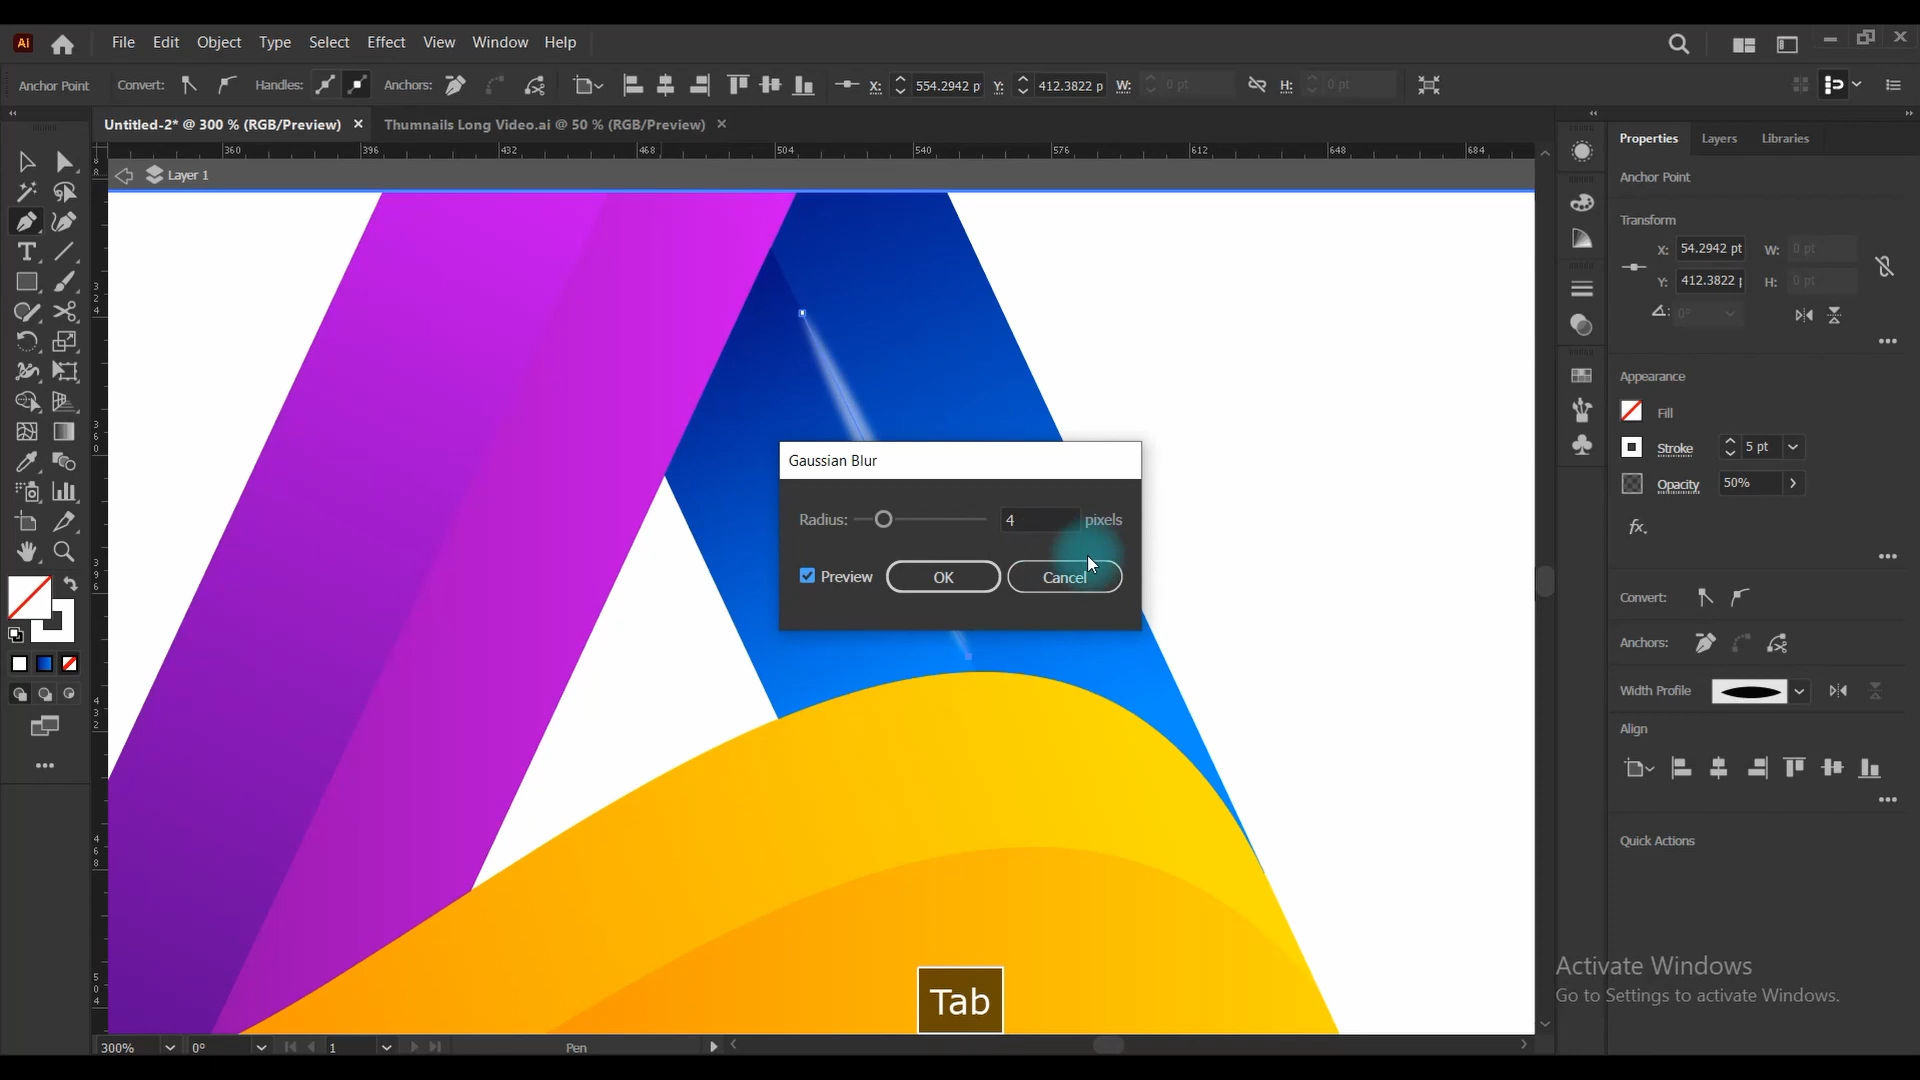 Ai File Edit Object Type Select Effect View Window Help
Anchor Point Convert: Handles: Anchors: X: 554.2942 p Y: 412.3822 p W: 0 pt H: 0 pt
Untitled-2* @ 300 % (RGB/Preview) × Thumnails Long Video.ai @ 50 % (RGB/Preview) ×
360 396 432 468 504 540 576 612 648 684
Layer 1
Properties Layers Libraries
Anchor Point
Transform
X: 54.2942 pt W: 0 pt
Y: 412.3822 H: 0 pt
0°
Appearance
Fill
Stroke 5 pt
Opacity 50%
fx.
Convert:
Anchors:
Width Profile
Align
Quick Actions
Gaussian Blur
Radius: 4 pixels
Preview OK Cancel
Tab
Activate Windows
Go to Settings to activate Windows.
300% 0° 1 Pen